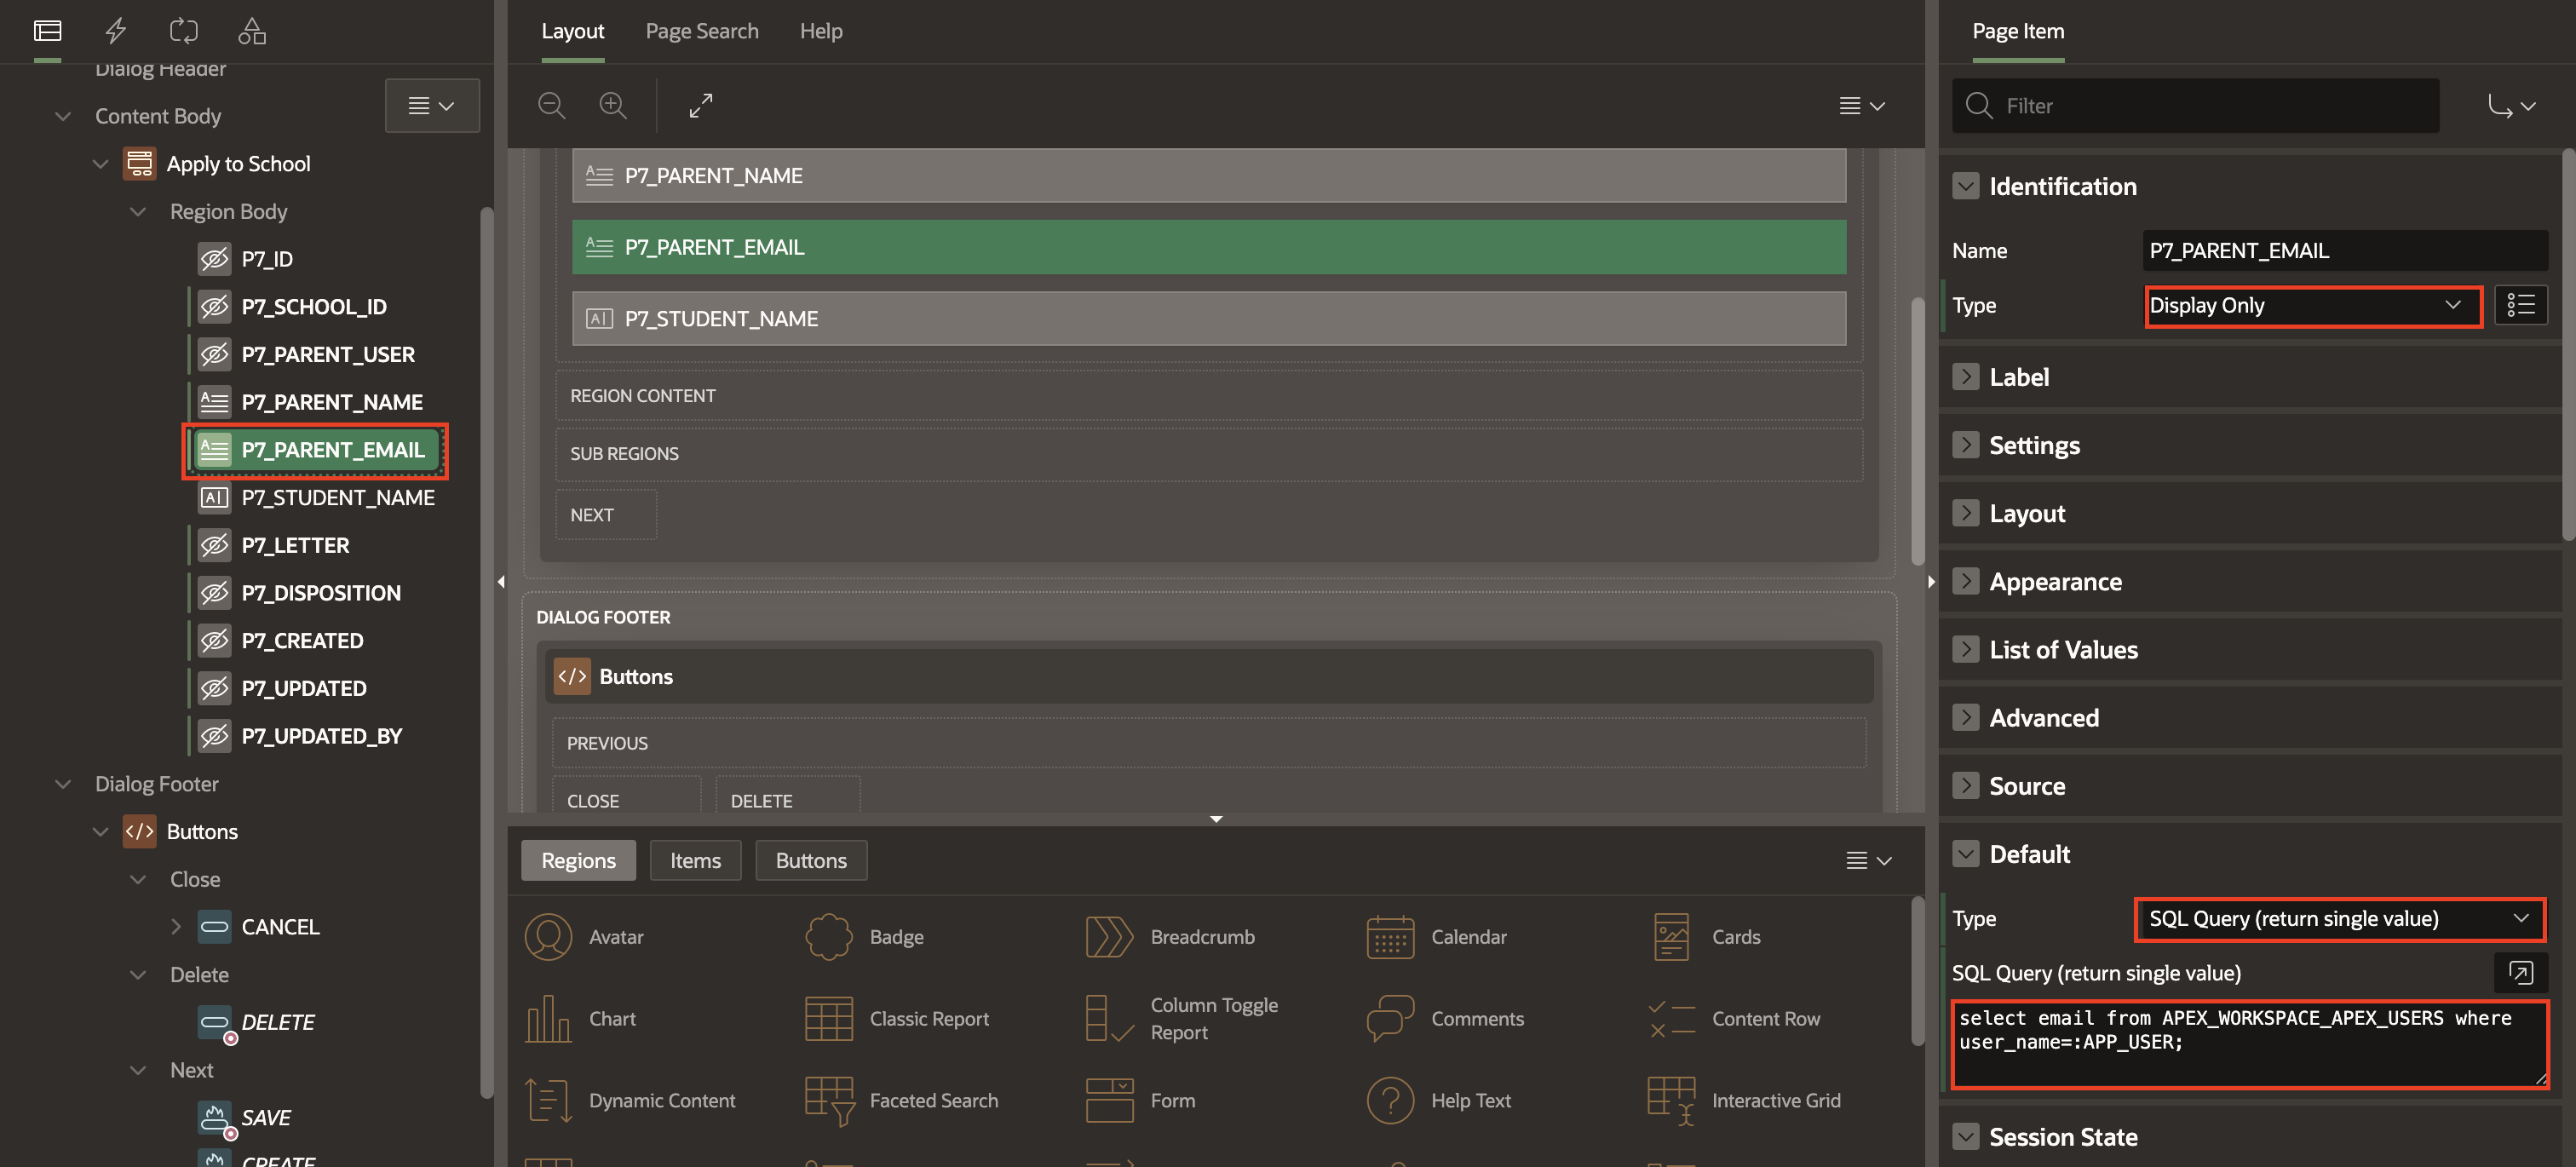 Dialog Header
Content Body
Apply to School
Region Body
P7_ID
P7_SCHOOL_ID
P7_PARENT_USER
P7_PARENT_NAME
P7_PARENT_EMAIL
P7_STUDENT_NAME
P7_LETTER
P7_DISPOSITION
P7_CREATED
P7_UPDATED
P7_UPDATED_BY
Dialog Footer
Buttons
Close
CANCEL
Delete
DELETE
Next
SAVE
CREATE
Layout
Page Search
Help
P7_PARENT_NAME
P7_PARENT_EMAIL
P7_STUDENT_NAME
REGION CONTENT
SUB REGIONS
NEXT
DIALOG FOOTER
Buttons
PREVIOUS
CLOSE
DELETE
Regions
Items
Buttons
Avatar
Badge
Breadcrumb
Calendar
Cards
Chart
Classic Report
Column Toggle
Report
Comments
Content Row
Dynamic Content
Faceted Search
Form
Help Text
Interactive Grid
Page Item
Filter
Identification
Name
P7_PARENT_EMAIL
Type
Display Only
Label
Settings
Layout
Appearance
List of Values
Advanced
Source
Default
Type
SQL Query (return single value)
SQL Query (return single value)
select email from APEX_WORKSPACE_APEX_USERS where
user_name=:APP_USER;
Session State